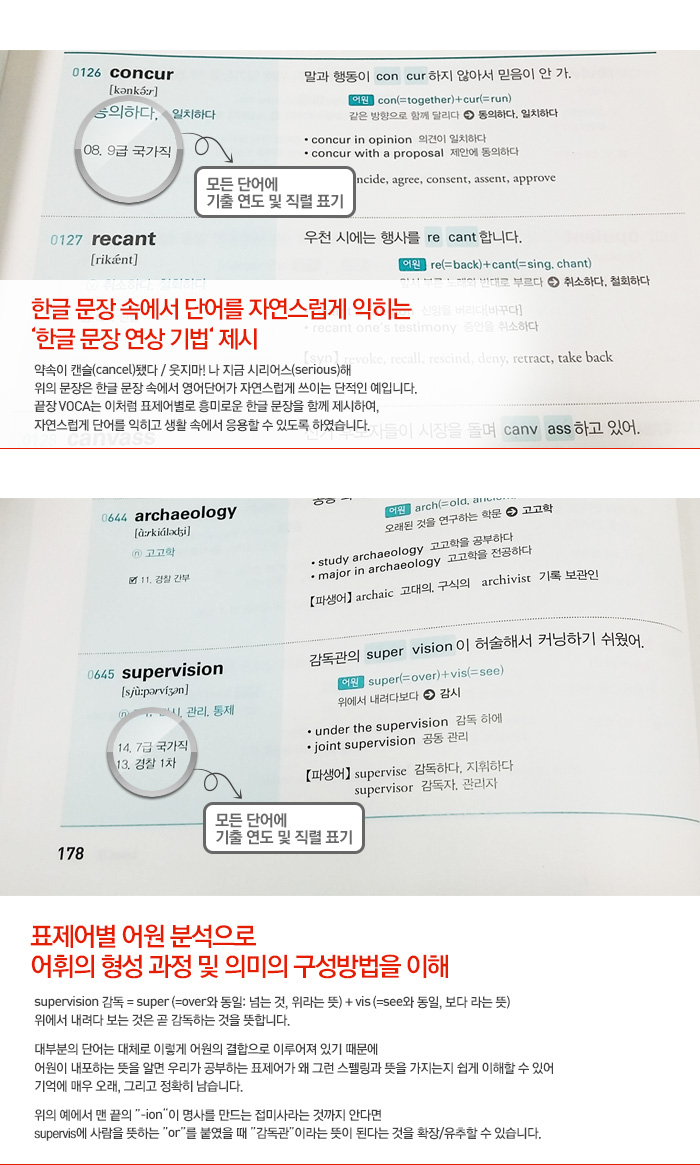 0126 concur
[kənkə́ːr]
동의하다, 일치하다
08. 9급 국가직
모든 단어에
기출 연도 및 직렬 표기
말과 행동이 con cur하지 않아서 믿음이 안 가.
어원 con(=together)+cur(=run)
같은 방향으로 함께 달리다 ➲ 동의하다, 일치하다
• concur in opinion 의견이 일치하다
• concur with a proposal 제안에 동의하다
ncide, agree, consent, assent, approve
0127 recant
[rikǽnt]
취소하다, 철회하다
우천 시에는 행사를 re cant합니다.
어원 re(=back)+cant(=sing, chant)
반대로 부르다 ➲ 취소하다, 철회하다
• recant one's testimony 증언을 취소하다
[syn] revoke, recall, rescind, deny, retract, take back
한글 문장 속에서 단어를 자연스럽게 익히는
‘한글 문장 연상 기법‘ 제시
약속이 캔슬(cancel)됐다 / 웃지마! 나 지금 시리어스(serious)해
위의 문장은 한글 문장 속에서 영어단어가 자연스럽게 쓰이는 단적인 예입니다.
끝장 VOCA는 이처럼 표제어별로 흥미로운 한글 문장을 함께 제시하여,
자연스럽게 단어를 익히고 생활 속에서 응용할 수 있도록 하였습니다.
canvass
시장을 돌며 canv ass하고 있어.
0644 archaeology
[ὰːrkiάlədʒi]
ⓝ 고고학
☑ 11. 경찰 간부
어원 arch(=old, ancien
오래된 것을 연구하는 학문 ➲ 고고학
• study archaeology 고고학을 공부하다
• major in archaeology 고고학을 전공하다
【파생어】 archaic 고대의, 구식의 archivist 기록 보관인
0645 supervision
[sjùːpərvíʒən]
ⓝ 관리, 통제
14. 7급 국가직
13. 경찰 1차
모든 단어에
기출 연도 및 직렬 표기
감독관의 super vision이 허술해서 커닝하기 쉬웠어.
어원 super(=over)+vis(=see)
위에서 내려다보다 ➲ 감시
• under the supervision 감독 하에
• joint supervision 공동 관리
【파생어】 supervise 감독하다, 지휘하다
supervisor 감독자, 관리자
178
표제어별 어원 분석으로
어휘의 형성 과정 및 의미의 구성방법을 이해
supervision 감독 = super (=over와 동일: 넘는 것, 위라는 뜻) + vis (=see와 동일, 보다 라는 뜻)
위에서 내려다 보는 것은 곧 감독하는 것을 뜻합니다.
대부분의 단어는 대체로 이렇게 어원의 결합으로 이루어져 있기 때문에
어원이 내포하는 뜻을 알면 우리가 공부하는 표제어가 왜 그런 스펠링과 뜻을 가지는지 쉽게 이해할 수 있어
기억에 매우 오래, 그리고 정확히 남습니다.
위의 예에서 맨 끝의 "-ion"이 명사를 만드는 접미사라는 것까지 안다면
supervis에 사람을 뜻하는 "or"를 붙였을 때 "감독관"이라는 뜻이 된다는 것을 확장/유추할 수 있습니다.